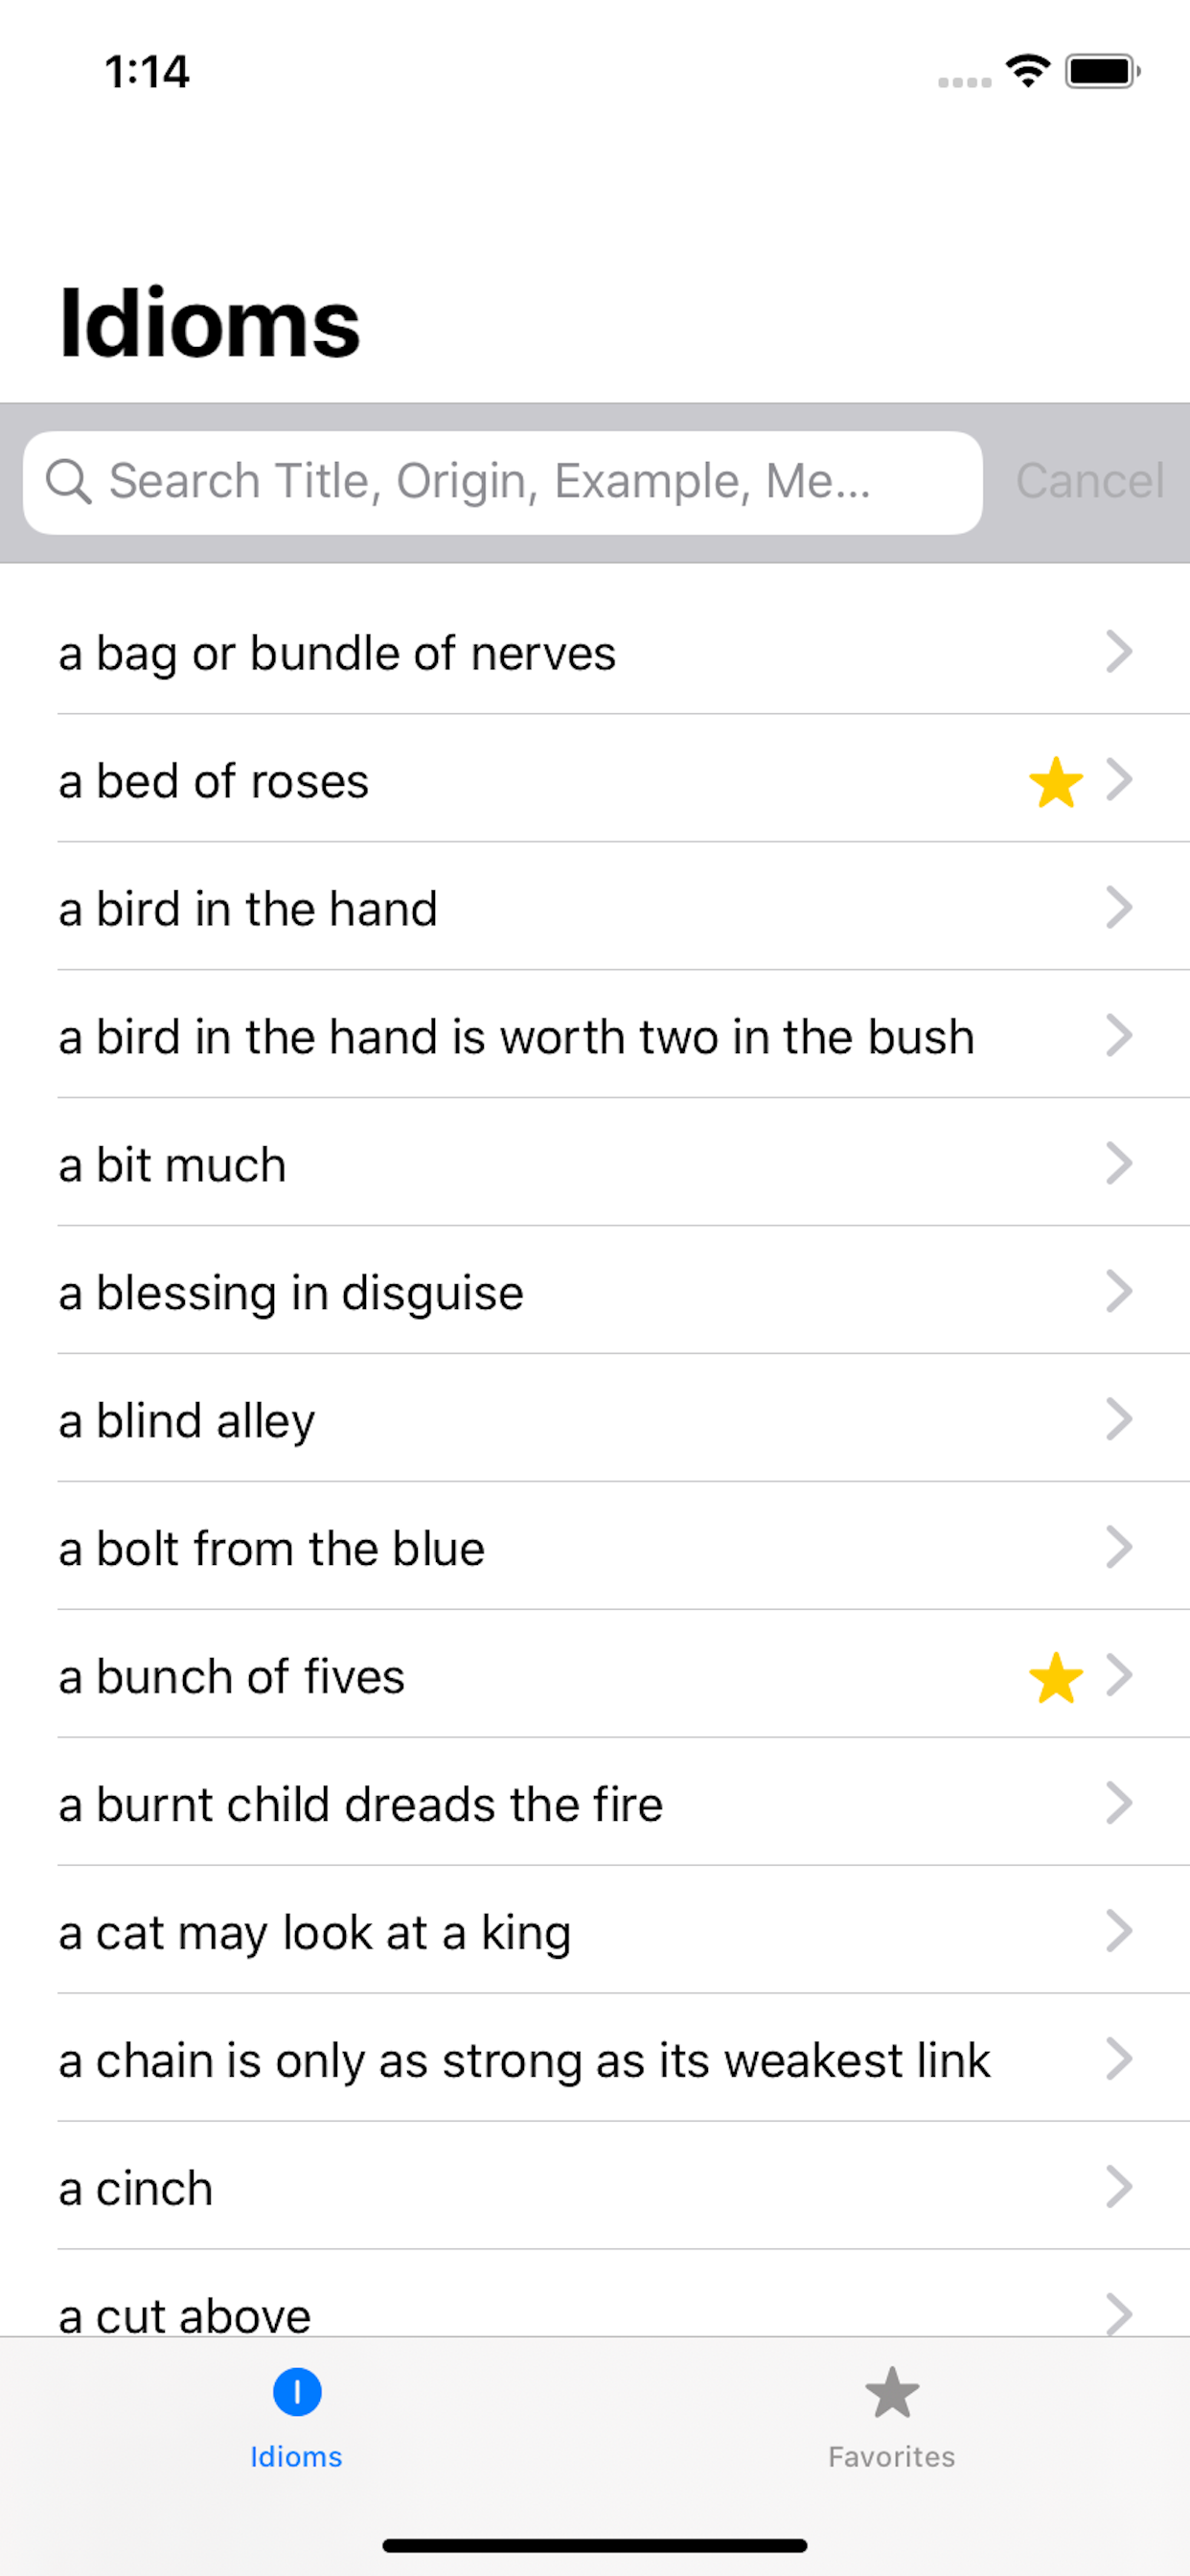 1:14
Idioms
Search Title, Origin, Example, Me...
Cancel
a bag or bundle of nerves
a bed of roses
a bird in the hand
a bird in the hand is worth two in the bush
a bit much
a blessing in disguise
a blind alley
a bolt from the blue
a bunch of fives
a burnt child dreads the fire
a cat may look at a king
a chain is only as strong as its weakest link
a cinch
a cut above
I
Idioms
Favorites